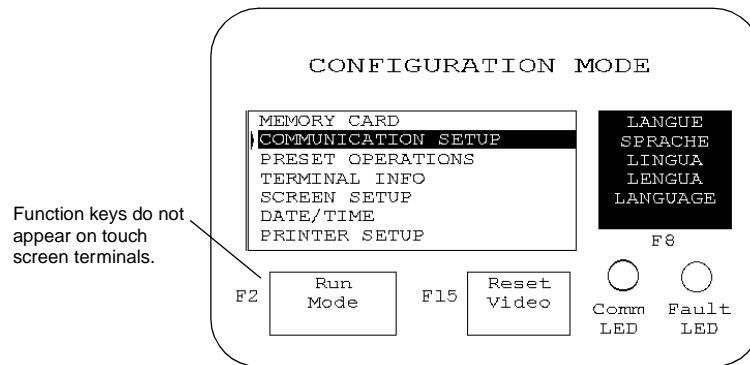 CONFIGURATION MODE
MEMORY CARD
COMMUNICATION SETUP
PRESET OPERATIONS
TERMINAL INFO
SCREEN SETUP
DATE/TIME
PRINTER SETUP
LANGUE
SPRACHE
LINGUA
LENGUA
LANGUAGE
F8
Function keys do not
appear on touch
screen terminals.
F2
Run
Mode
F15
Reset
Video
Comm
LED
Fault
LED